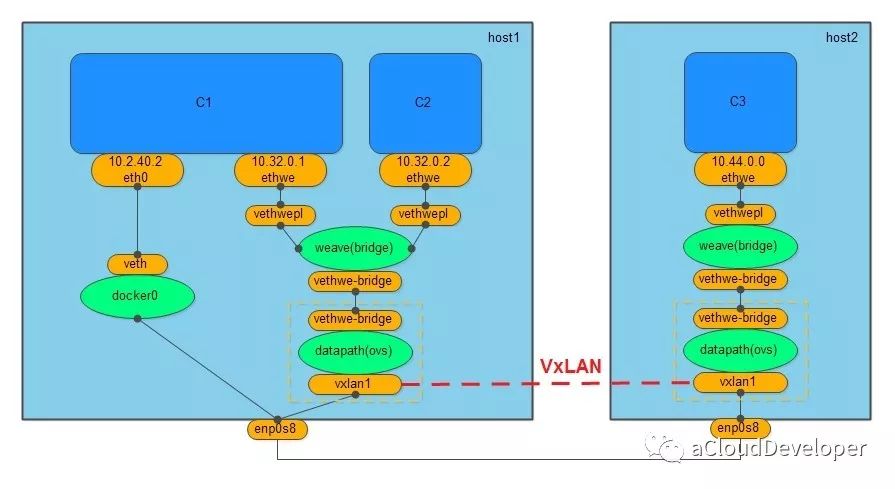 host1
host2
C1
C2
C3
10.2.40.2
eth0
10.32.0.1
ethwe
10.32.0.2
ethwe
10.44.0.0
ethwe
vethwepl
vethwepl
vethwepl
weave(bridge)
weave(bridge)
veth
docker0
vethwe-bridge
vethwe-bridge
vethwe-bridge
vethwe-bridge
datapath(ovs)
datapath(ovs)
VxLAN
vxlan1
vxlan1
enp0s8
enp0s8
aCloudDeveloper